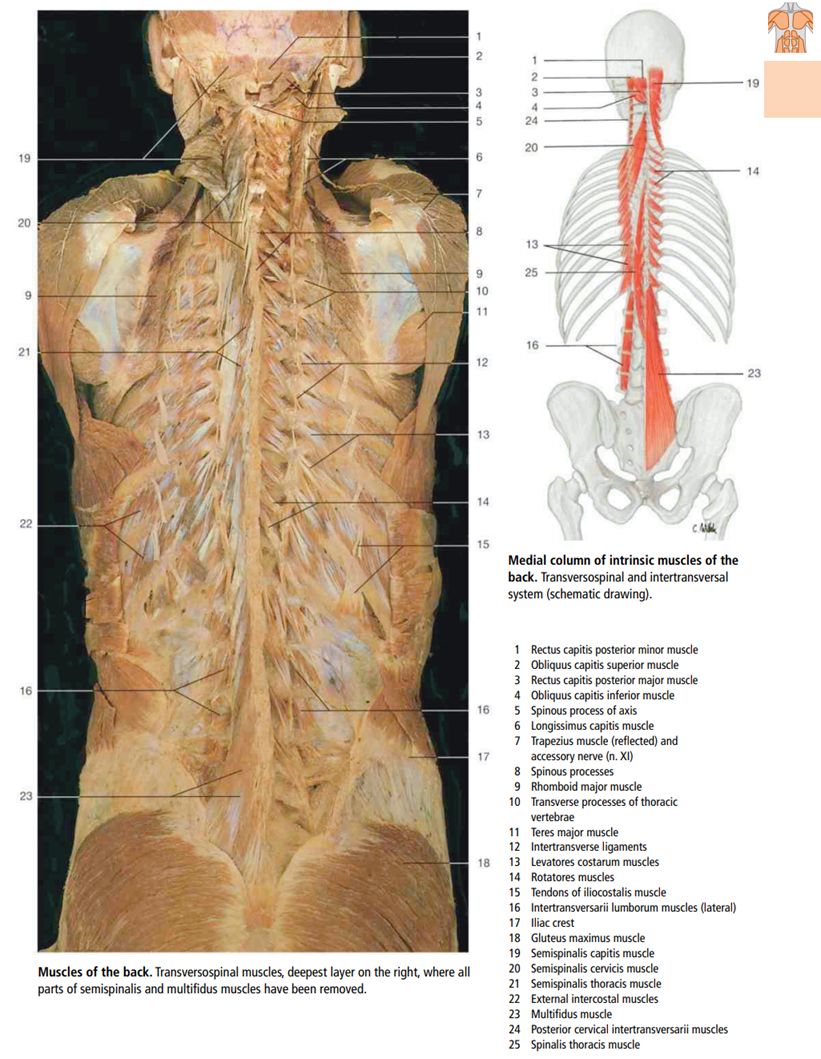 1
2
3
4
5
19
6
7
20
8
9
9
10
11
21
12
13
14
22
15
16
16
17
23
18
Muscles of the back. Transversospinal muscles, deepest layer on the right, where all
parts of semispinalis and multifidus muscles have been removed.
1
2
3
19
4
24
20
14
13
25
16
23
Medial column of intrinsic muscles of the
back. Transversospinal and intertransversal
system (schematic drawing).
1 Rectus capitis posterior minor muscle
2 Obliquus capitis superior muscle
3 Rectus capitis posterior major muscle
4 Obliquus capitis inferior muscle
5 Spinous process of axis
6 Longissimus capitis muscle
7 Trapezius muscle (reflected) and
accessory nerve (n. XI)
8 Spinous processes
9 Rhomboid major muscle
10 Transverse processes of thoracic
vertebrae
11 Teres major muscle
12 Intertransverse ligaments
13 Levatores costarum muscles
14 Rotatores muscles
15 Tendons of iliocostalis muscle
16 Intertransversarii lumborum muscles (lateral)
17 Iliac crest
18 Gluteus maximus muscle
19 Semispinalis capitis muscle
20 Semispinalis cervicis muscle
21 Semispinalis thoracis muscle
22 External intercostal muscles
23 Multifidus muscle
24 Posterior cervical intertransversarii muscles
25 Spinalis thoracis muscle